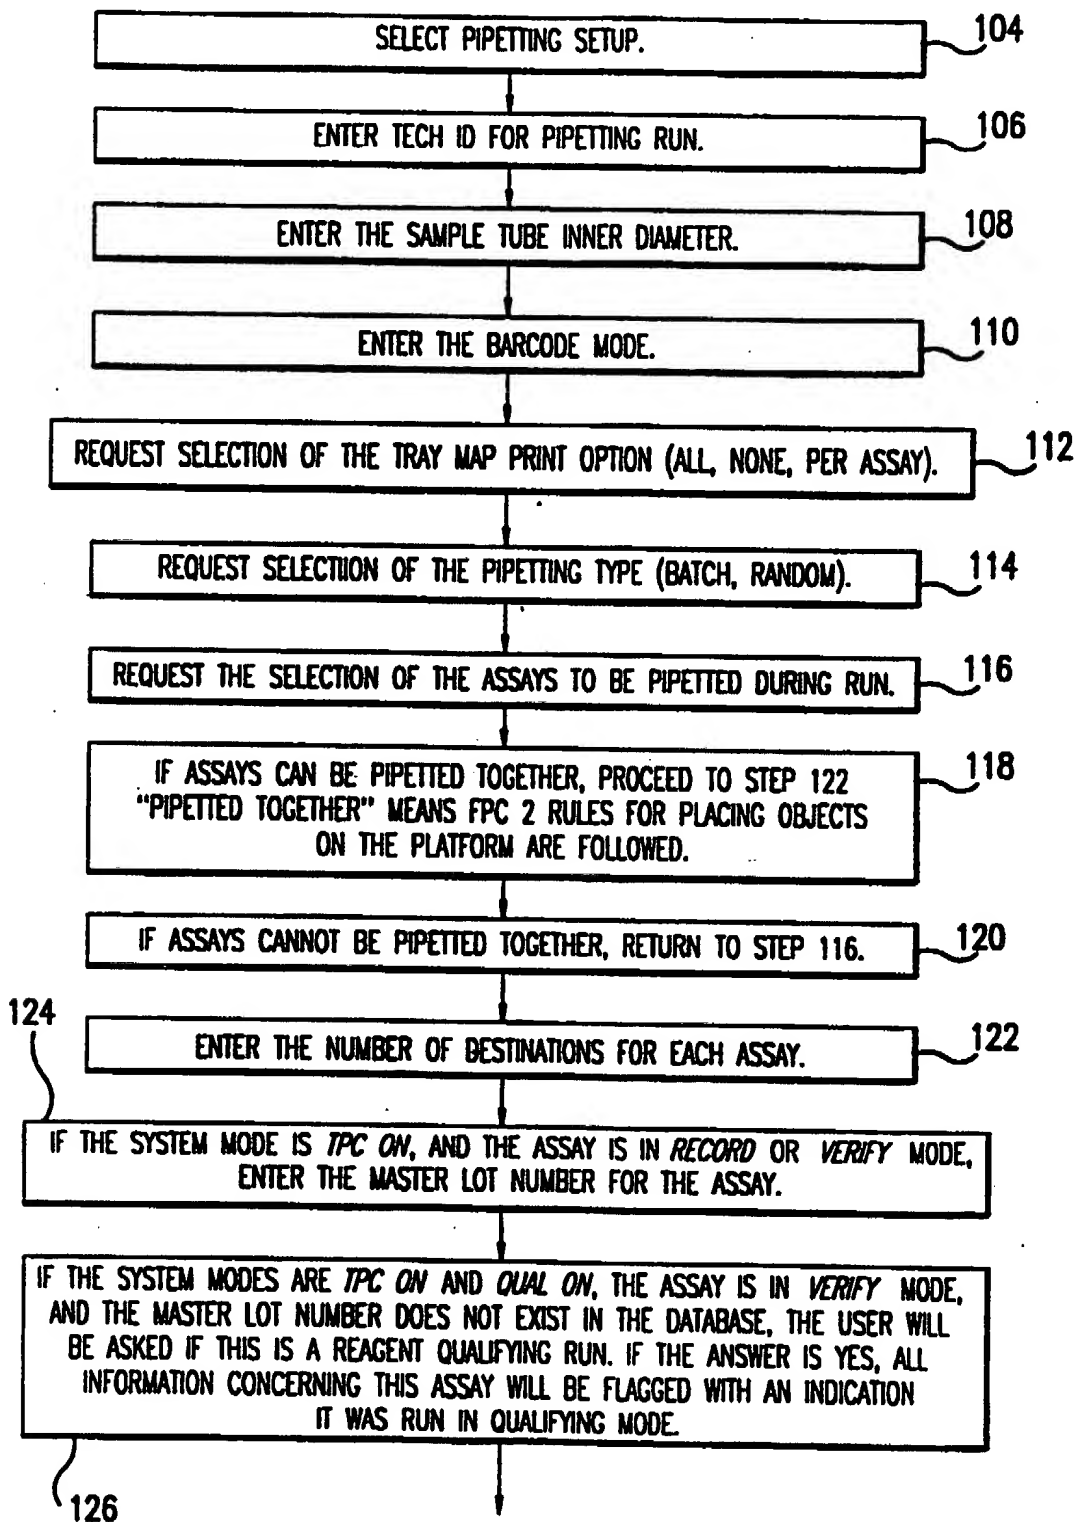 SELECT PIPETTING SETUP.
104
ENTER TECH ID FOR PIPETTING RUN.
106
ENTER THE SAMPLE TUBE INNER DIAMETER.
108
ENTER THE BARCODE MODE.
110
REQUEST SELECTION OF THE TRAY MAP PRINT OPTION (ALL, NONE, PER ASSAY).
112
REQUEST SELECTIION OF THE PIPETTING TYPE (BATCH, RANDOM).
114
REQUEST THE SELECTION OF THE ASSAYS TO BE PIPETTED DURING RUN.
116
IF ASSAYS CAN BE PIPETTED TOGETHER, PROCEED TO STEP 122
"PIPETTED TOGETHER" MEANS FPC 2 RULES FOR PLACING OBJECTS
ON THE PLATFORM ARE FOLLOWED.
118
IF ASSAYS CANNOT BE PIPETTED TOGETHER, RETURN TO STEP 116.
120
ENTER THE NUMBER OF DESTINATIONS FOR EACH ASSAY.
122
124
IF THE SYSTEM MODE IS TPC ON, AND THE ASSAY IS IN RECORD OR VERIFY MODE,
ENTER THE MASTER LOT NUMBER FOR THE ASSAY.
IF THE SYSTEM MODES ARE TPC ON AND QUAL ON, THE ASSAY IS IN VERIFY MODE,
AND THE MASTER LOT NUMBER DOES NOT EXIST IN THE DATABASE, THE USER WILL
BE ASKED IF THIS IS A REAGENT QUALIFYING RUN. IF THE ANSWER IS YES, ALL
INFORMATION CONCERNING THIS ASSAY WILL BE FLAGGED WITH AN INDICATION
IT WAS RUN IN QUALIFYING MODE.
126